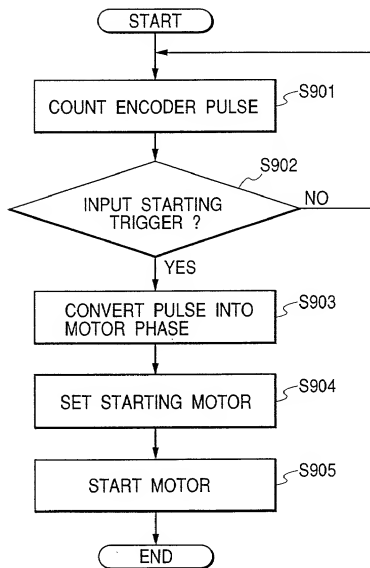 START
COUNT ENCODER PULSE
S901
S902
INPUT STARTING
TRIGGER ?
NO
YES
CONVERT PULSE INTO
MOTOR PHASE
S903
SET STARTING MOTOR
S904
START MOTOR
S905
END